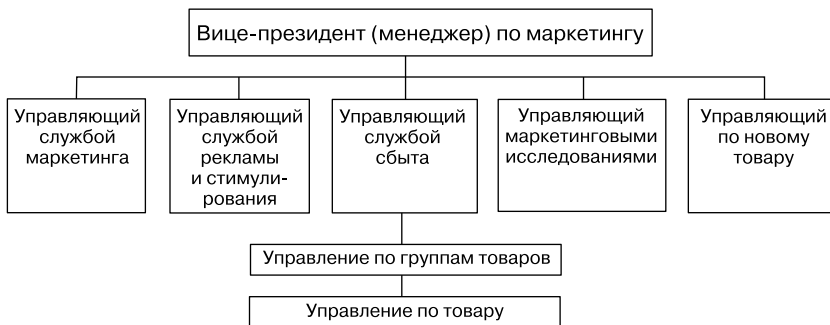 Вице-президент (менеджер) по маркетингу
Управляющий
службой
маркетинга
Управляющий
службой
рекламы
и стимули-
рования
Управляющий
службой
сбыта
Управляющий
маркетинговыми
исследованиями
Управляющий
по новому
товару
Управление по группам товаров
Управление по товару